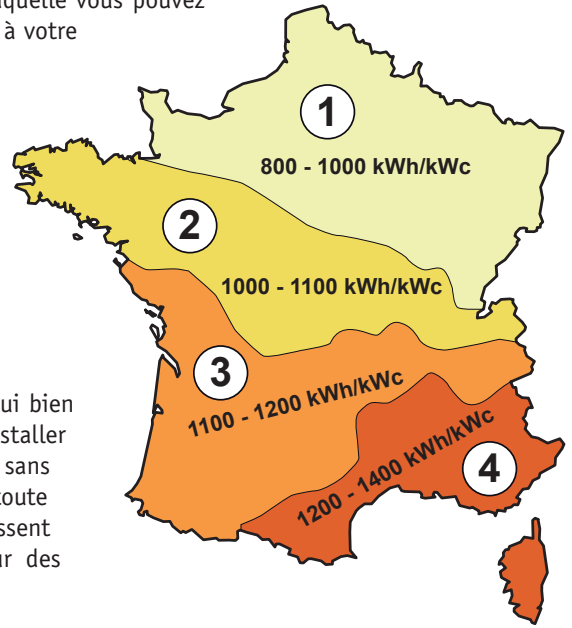 aquelle vous pouvez
à votre
1
800 - 1000 kWh/kWc
2
1000 - 1100 kWh/kWc
3
1100 - 1200 kWh/kWc
1200 - 1400 kWh/kWc
4
ui bien
staller
sans
toute
ssent
ur des